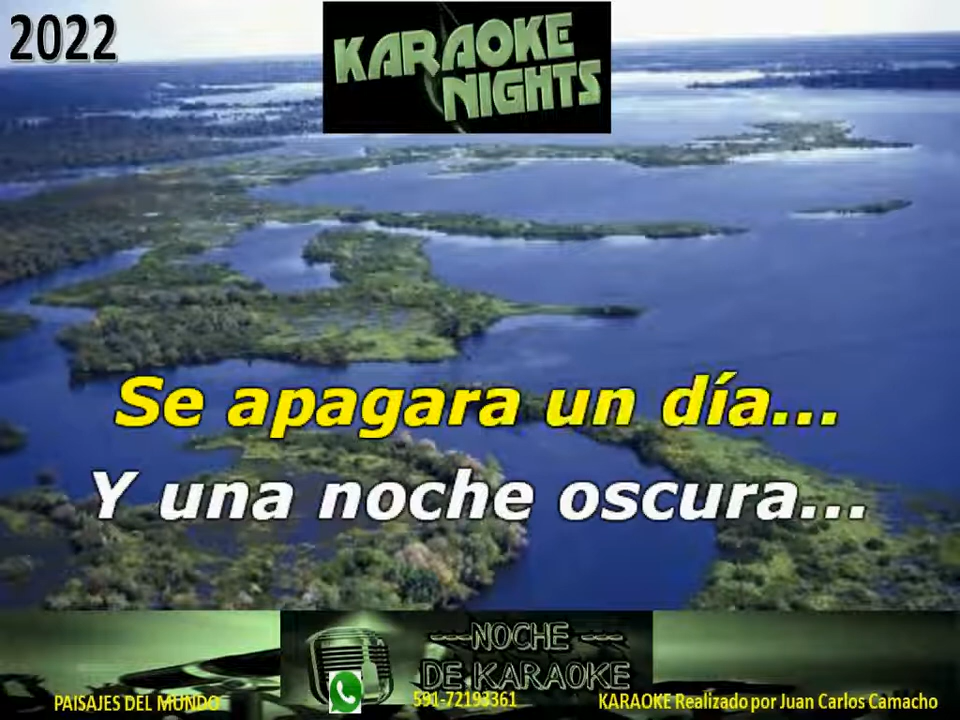 2022
KARAOKE
NIGHTS
Se apagara un día...
Y una noche oscura...
----NOCHE ----
DE KARAOKE
PAISAJES DEL MUNDO
591-72193361
KARAOKE Realizado por Juan Carlos Camacho